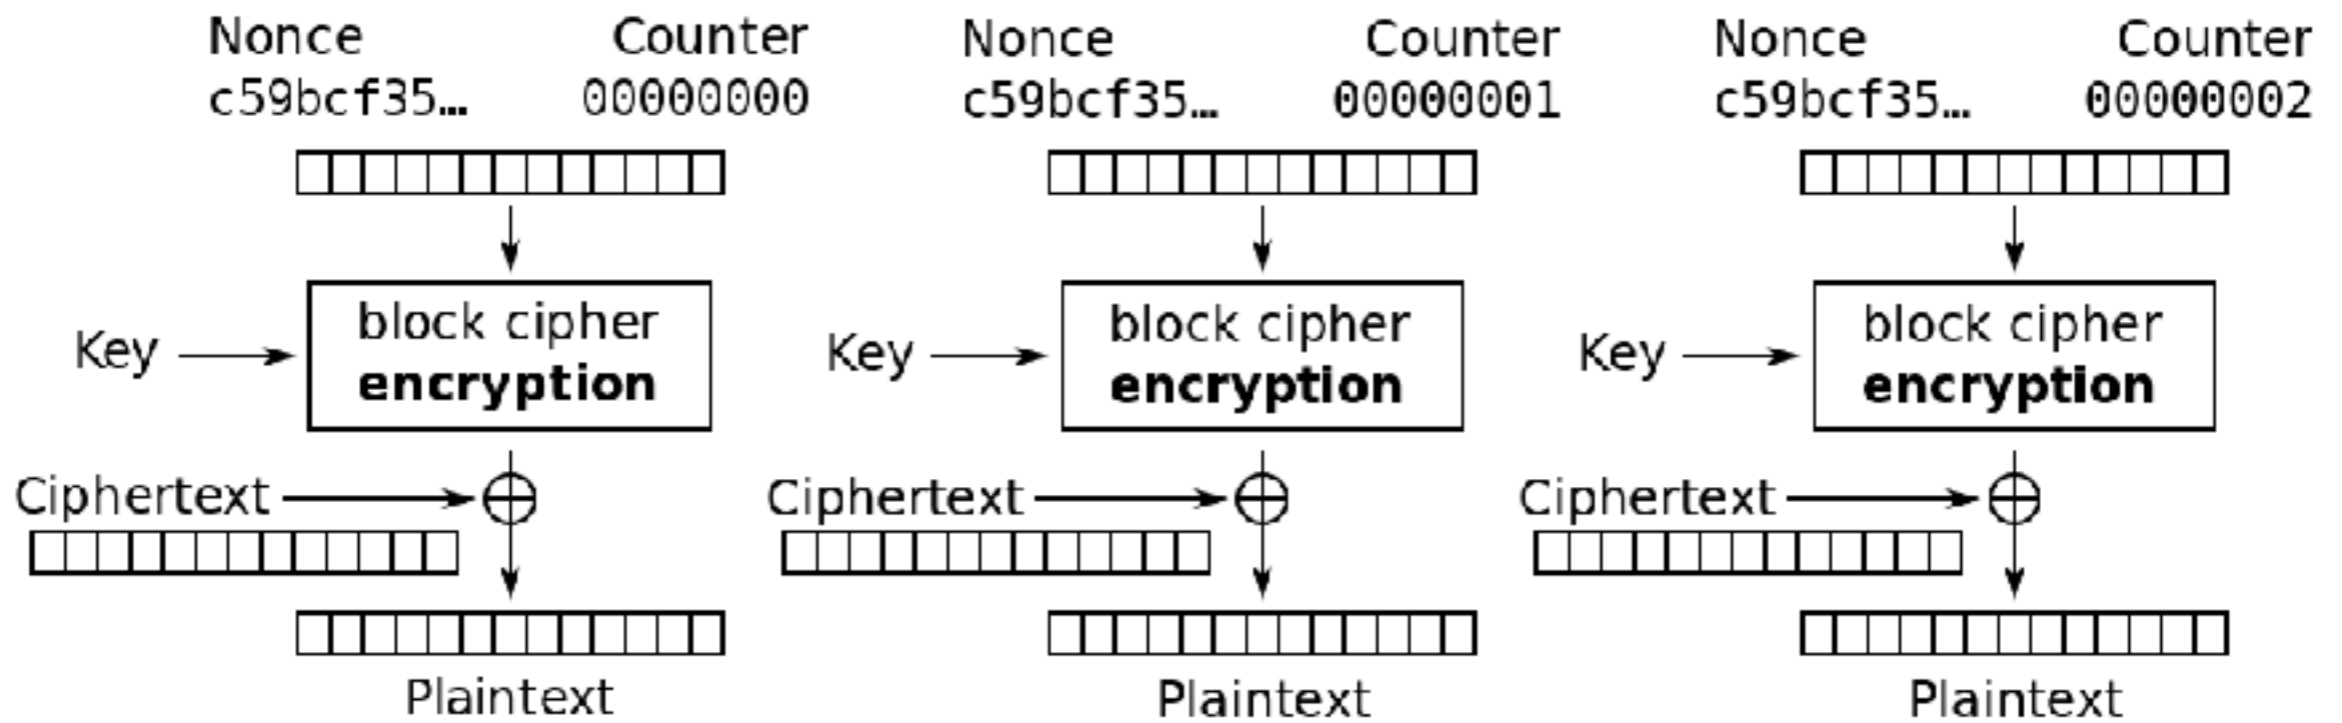 Nonce Counter Nonce Counter Nonce Counter
c59bcf35… 00000000 c59bcf35… 00000001 c59bcf35… 00000002
Key block cipher Key block cipher Key block cipher
encryption encryption encryption
Ciphertext Ciphertext Ciphertext
Plaintext Plaintext Plaintext